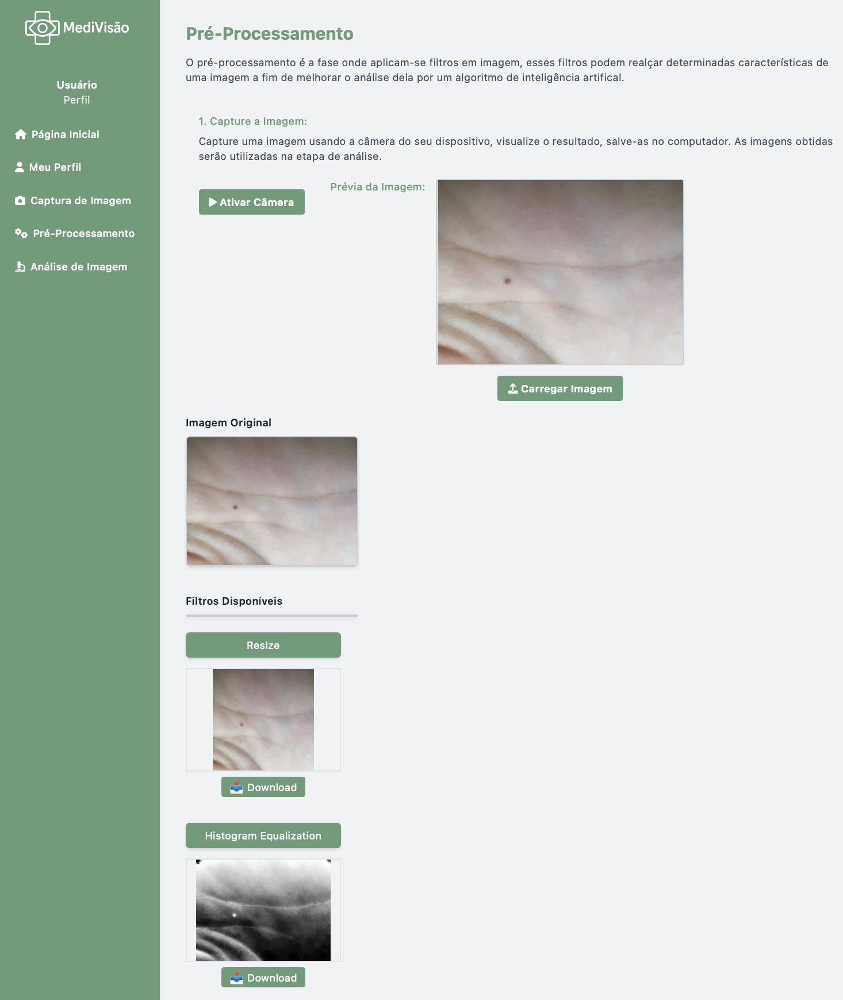 MediVisão
Usuário
Perfil
Página Inicial
Meu Perfil
Captura de Imagem
Pré-Processamento
Análise de Imagem
Pré-Processamento
O pré-processamento é a fase onde aplicam-se filtros em imagem, esses filtros podem realçar determinadas características de
uma imagem a fim de melhorar o análise dela por um algoritmo de inteligência artifical.
1. Capture a Imagem:
Capture uma imagem usando a câmera do seu dispositivo, visualize o resultado, salve-as no computador. As imagens obtidas
serão utilizadas na etapa de análise.
Ativar Câmera
Prévia da Imagem:
Carregar Imagem
Imagem Original
Filtros Disponíveis
Resize
Download
Histogram Equalization
Download